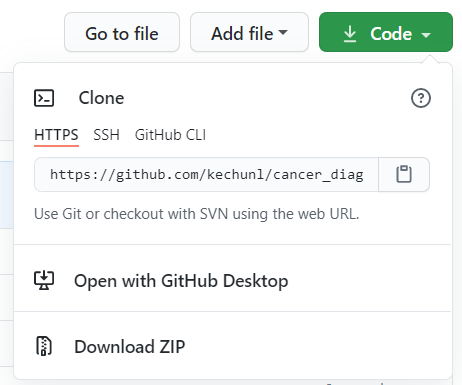 Go to file Add file Code
Clone
HTTPS SSH GitHub CLI
https://github.com/kechunl/cancer_diag
Use Git or checkout with SVN using the web URL.
Open with GitHub Desktop
Download ZIP